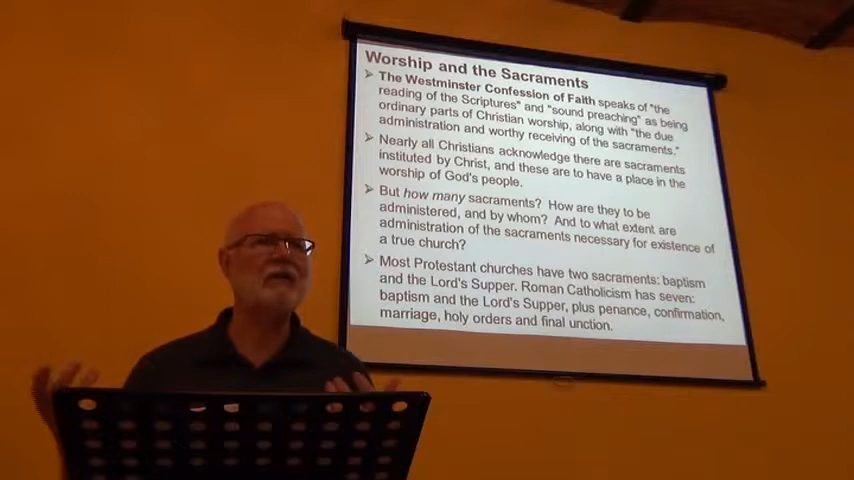 Worship and the Sacraments
➤ The Westminster Confession of Faith speaks of "the
reading of the Scriptures" and "sound preaching" as being
ordinary parts of Christian worship, along with "the due
administration and worthy receiving of the sacraments."
➤ Nearly all Christians acknowledge there are sacraments
instituted by Christ, and these are to have a place in the
worship of God's people.
➤ But how many sacraments? How are they to be
administered, and by whom? And to what extent are
administration of the sacraments necessary for existence of
a true church?
➤ Most Protestant churches have two sacraments: baptism
and the Lord's Supper. Roman Catholicism has seven:
baptism and the Lord's Supper, plus penance, confirmation,
marriage, holy orders and final unction.